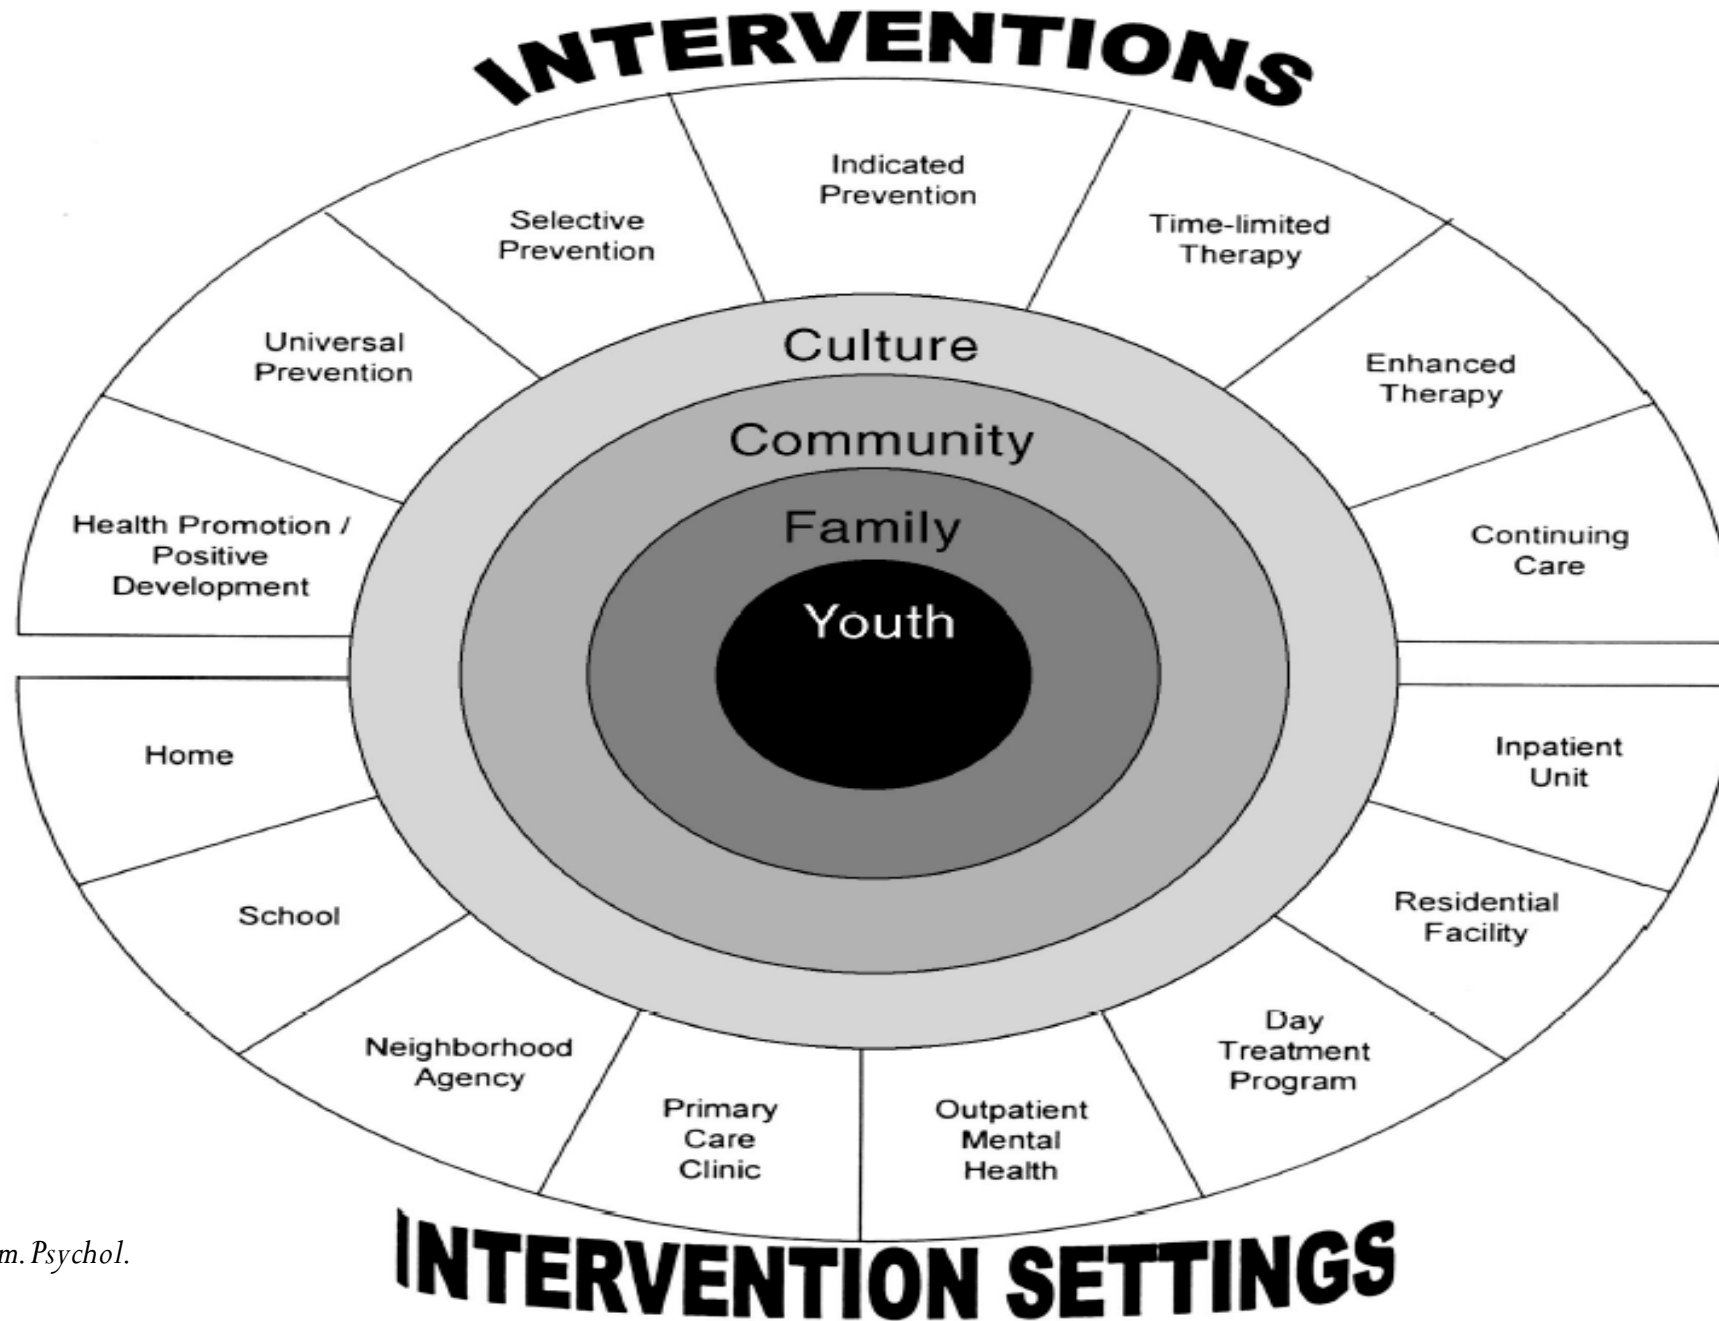 INTERVENTIONS
Indicated
Prevention
Selective
Prevention
Time-limited
Therapy
Universal
Prevention
Enhanced
Therapy
Health Promotion /
Positive
Development
Continuing
Care
Culture
Community
Family
Youth
Home
Inpatient
Unit
School
Residential
Facility
Neighborhood
Agency
Day
Treatment
Program
Primary
Care
Clinic
Outpatient
Mental
Health
INTERVENTION SETTINGS
m. Psychol.